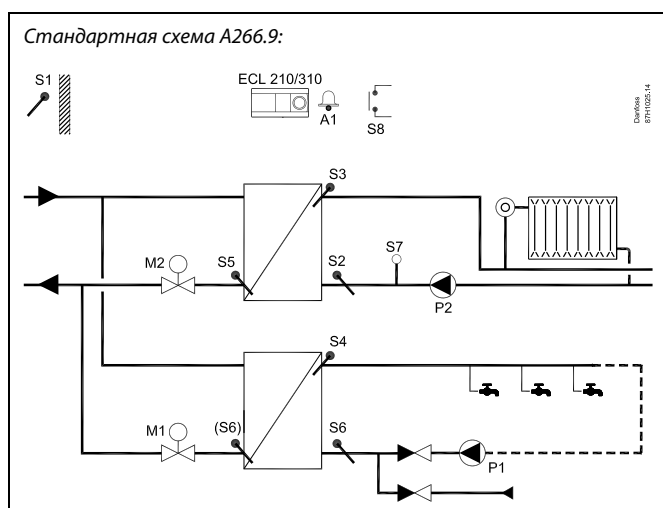 Стандартная схема A266.9:
S1
ECL 210/310
A1
S8
Danfoss
87H1025.14
S3
M2
S5
S2
S7
P2
S4
M1
(S6)
S6
P1